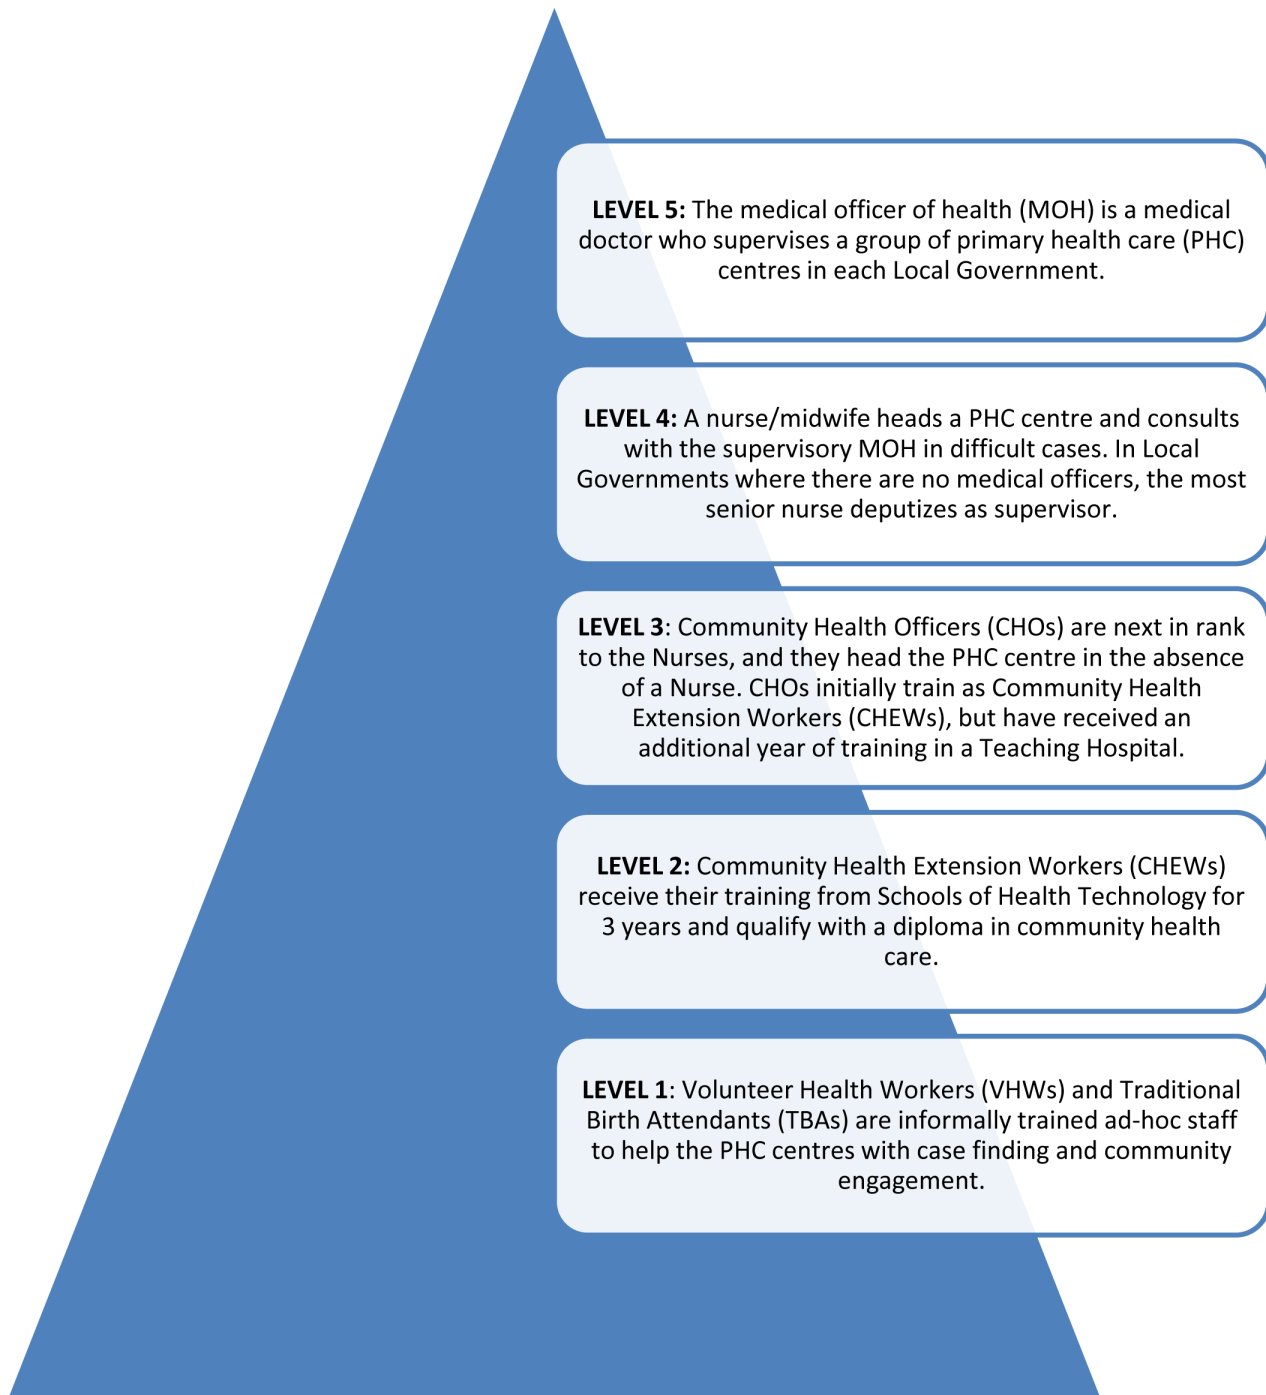 LEVEL 5: The medical officer of health (MOH) is a medical
doctor who supervises a group of primary health care (PHC)
centres in each Local Government.
LEVEL 4: A nurse/midwife heads a PHC centre and consults
with the supervisory MOH in difficult cases. In Local
Governments where there are no medical officers, the most
senior nurse deputizes as supervisor.
LEVEL 3: Community Health Officers (CHOs) are next in rank
to the Nurses, and they head the PHC centre in the absence
of a Nurse. CHOs initially train as Community Health
Extension Workers (CHEWs), but have received an
additional year of training in a Teaching Hospital.
LEVEL 2: Community Health Extension Workers (CHEWs)
receive their training from Schools of Health Technology for
3 years and qualify with a diploma in community health
care.
LEVEL 1: Volunteer Health Workers (VHWs) and Traditional
Birth Attendants (TBAs) are informally trained ad-hoc staff
to help the PHC centres with case finding and community
engagement.